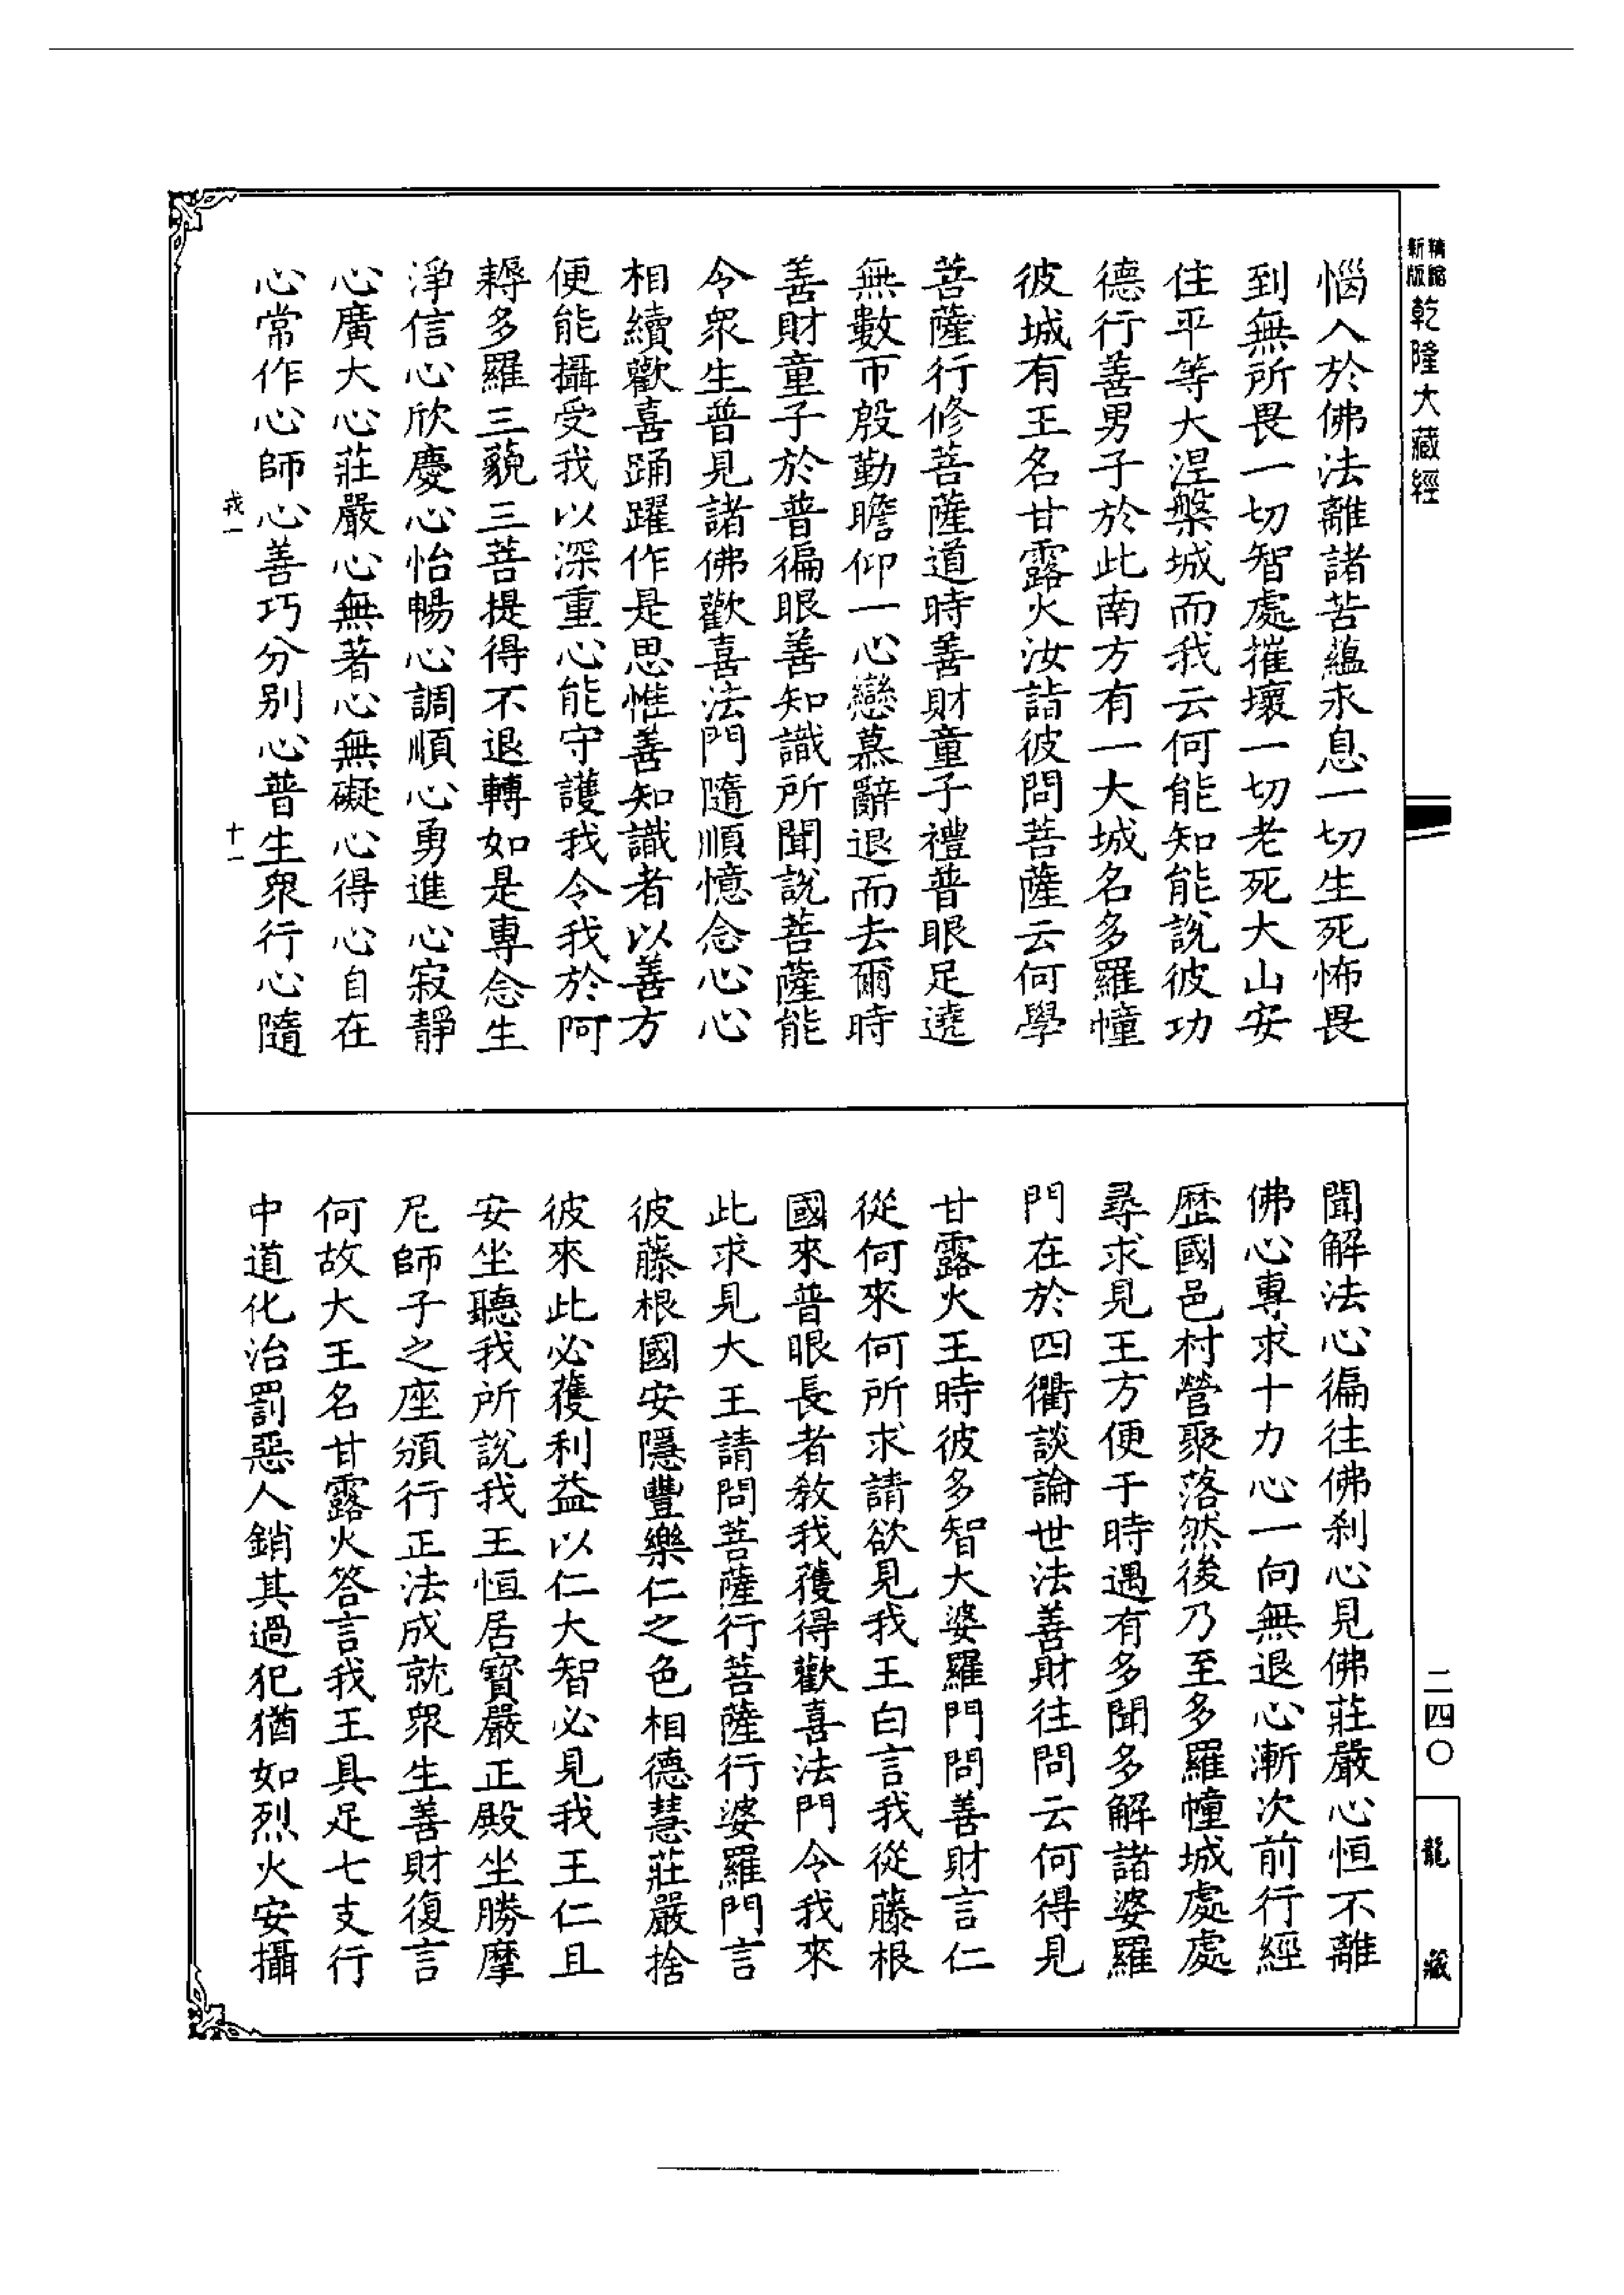 精縮新版乾隆大藏經
惱入於佛法離諸苦蘊永息一切生死怖畏
到無所畏一切智處摧壞一切老死大山安
住平等大涅槃城而我云何能知能說彼功
德行善男子於此南方有一大城名多羅幢
彼城有王名甘露火汝詣彼問菩薩云何學
菩薩行修菩薩道時善財童子禮普眼足遶
無數帀殷勤瞻仰一心戀慕辭退而去爾時
善財童子於普徧眼善知識所聞說菩薩能
令衆生普見諸佛歡喜法門隨順憶念心心
相續歡喜踊躍作是思惟善知識者以善方
便能攝受我以深重心能守護我令我於阿
耨多羅三藐三菩提得不退轉如是專念生
淨信心欣慶心怡暢心調順心勇進心寂靜
心廣大心莊嚴心無著心無礙心得心自在
心常作心師心善巧分別心普生衆行心隨
我一
十一
聞解法心徧往佛刹心見佛莊嚴心恒不離
佛心專求十力心一向無退心漸次前行經
歷國邑村營聚落然後乃至多羅幢城處處
尋求見王方便于時遇有多聞多解諸婆羅
門在於四衢談論世法善財往問云何得見
甘露火王時彼多智大婆羅門問善財言仁
從何來何所求請欲見我王白言我從藤根
國來普眼長者敎我獲得歡喜法門令我來
此求見大王請問菩薩行菩薩行婆羅門言
彼藤根國安隱豐樂仁之色相德慧莊嚴捨
彼來此必獲利益以仁大智必見我王仁且
安坐聽我所說我王恒居寶嚴正殿坐勝摩
尼師子之座頒行正法成就衆生善財復言
何故大王名甘露火答言我王具足七支行
中道化治罰惡人銷其過犯猶如烈火安攝
二四〇
龍藏